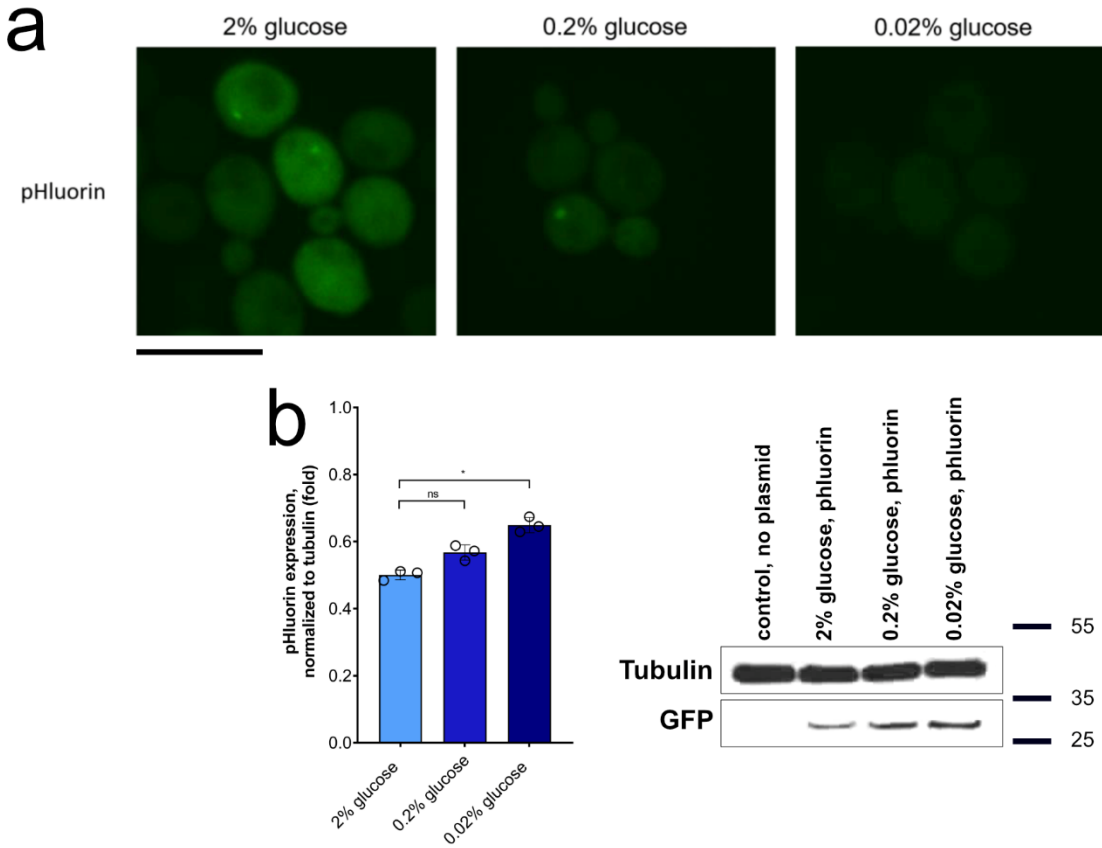 a
2% glucose
0.2% glucose
0.02% glucose
pHluorin
b
pHluorin expression,
normalized to tubulin (fold)
1.0
0.8
0.6
0.4
0.2
0.0
*
ns
2% glucose
0.2% glucose
0.02% glucose
control, no plasmid
2% glucose, phluorin
0.2% glucose, phluorin
0.02% glucose, phluorin
Tubulin
GFP
55
35
25